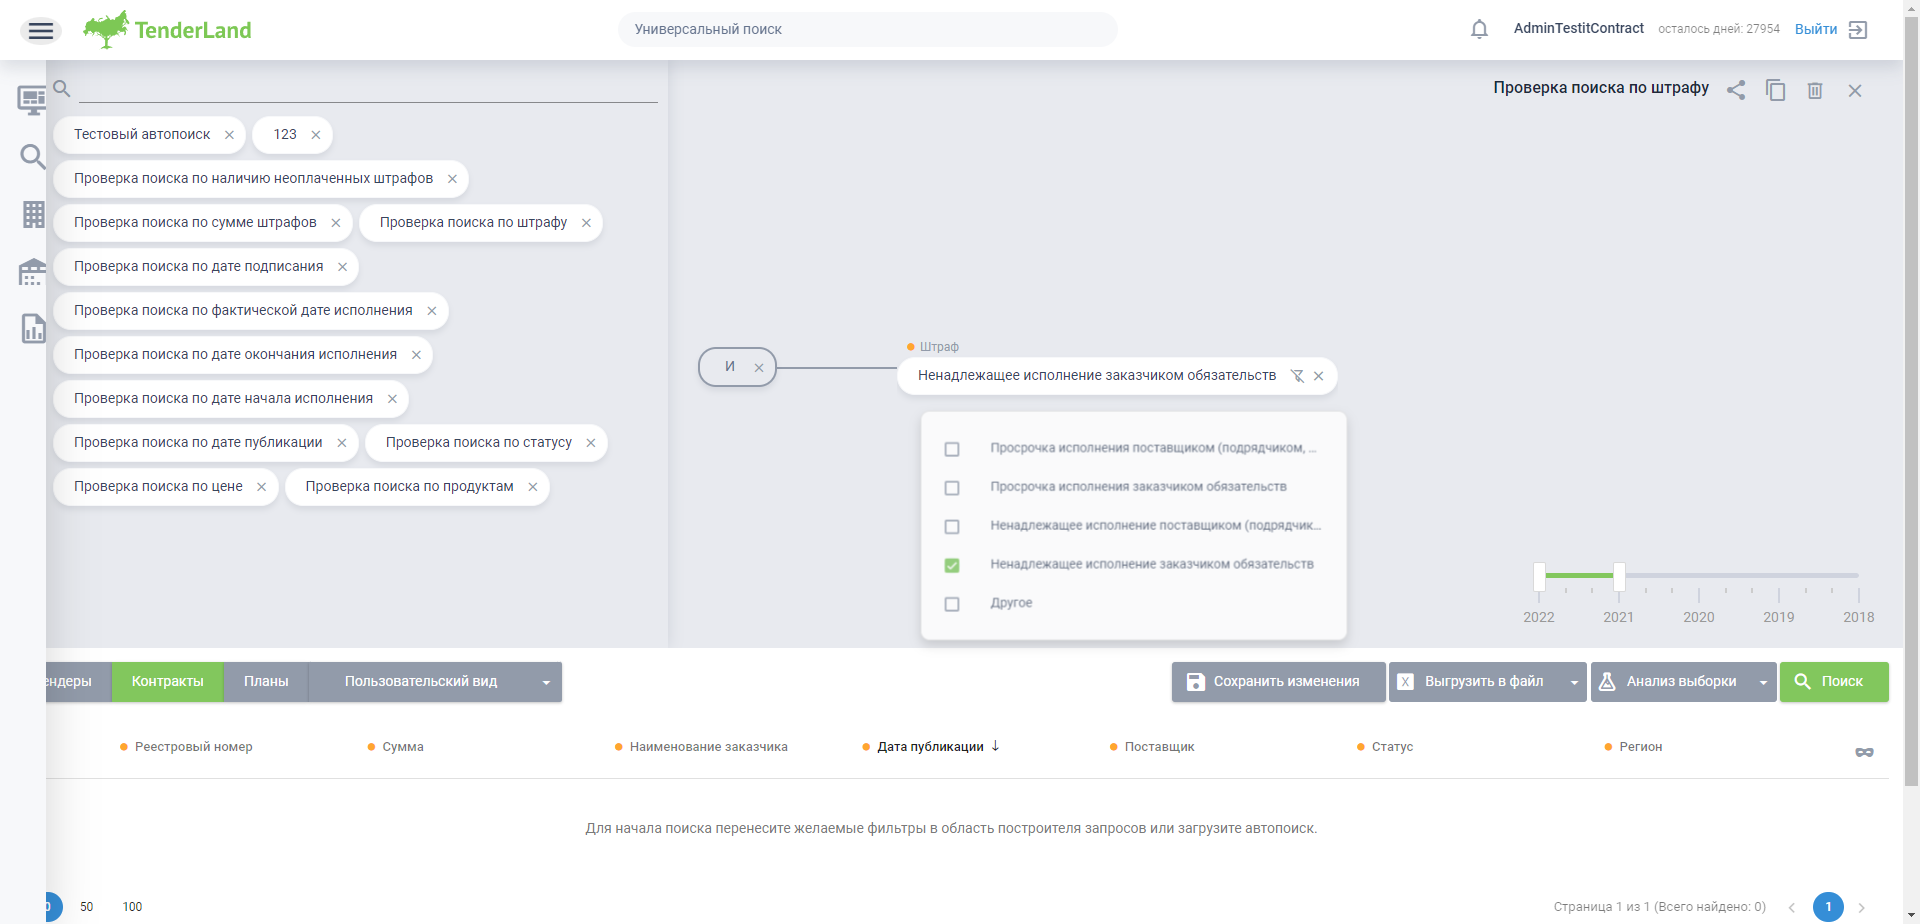 TenderLand
Универсальный поиск
AdminTestitContract
осталось дней: 27954
Выйти
Проверка поиска по штрафу
Тестовый автопоиск
123
Проверка поиска по наличию неоплаченных штрафов
Проверка поиска по сумме штрафов
Проверка поиска по штрафу
Проверка поиска по дате подписания
Проверка поиска по фактической дате исполнения
Проверка поиска по дате окончания исполнения
Проверка поиска по дате начала исполнения
Проверка поиска по дате публикации
Проверка поиска по статусу
Проверка поиска по цене
Проверка поиска по продуктам
И
Штраф
Ненадлежащее исполнение заказчиком обязательств
Просрочка исполнения поставщиком (подрядчиком, ...
Просрочка исполнения заказчиком обязательств
Ненадлежащее исполнение поставщиком (подрядчик...
Ненадлежащее исполнение заказчиком обязательств
Другое
2022 2021 2020 2019 2018
ендеры
Контракты
Планы
Пользовательский вид
Сохранить изменения
Выгрузить в файл
Анализ выборки
Поиск
Реестровый номер
Сумма
Наименование заказчика
Дата публикации
Поставщик
Статус
Регион
Для начала поиска перенесите желаемые фильтры в область построителя запросов или загрузите автопоиск.
50
100
Страница 1 из 1 (Всего найдено: 0)
1